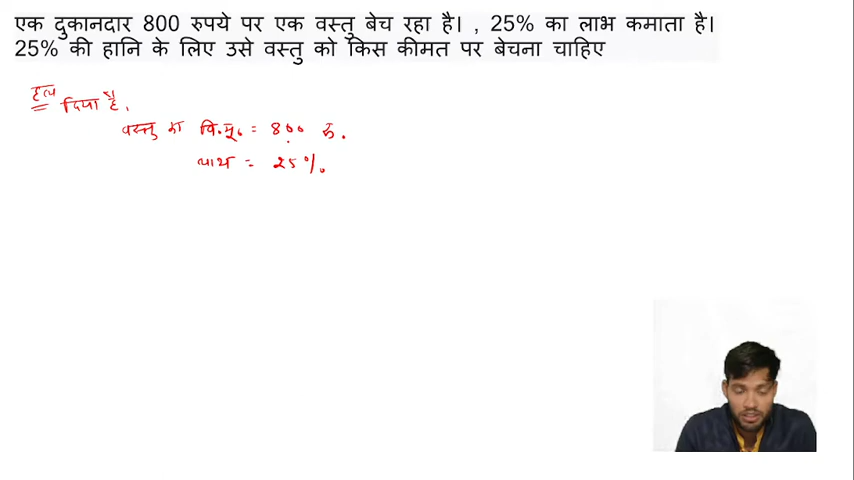 एक दुकानदार 800 रुपये पर एक वस्तु बेच रहा है। , 25% का लाभ कमाता है।
25% की हानि के लिए उसे वस्तु को किस कीमत पर बेचना चाहिए
हल
दिया है,
वस्तु का वि.मू. = 800 रु.
लाभ = 25%